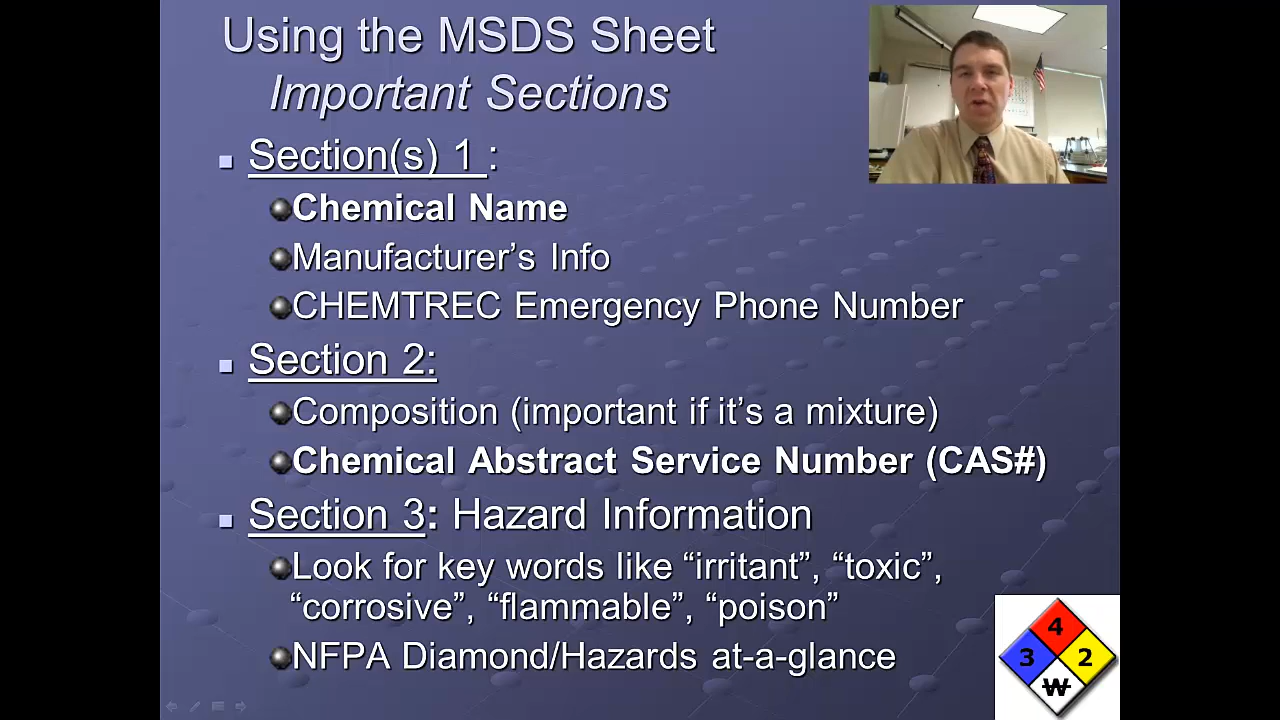 Using the MSDS Sheet
Important Sections
Section(s) 1 :
Chemical Name
Manufacturer’s Info
CHEMTREC Emergency Phone Number
Section 2:
Composition (important if it’s a mixture)
Chemical Abstract Service Number (CAS#)
Section 3: Hazard Information
Look for key words like “irritant”, “toxic”,
“corrosive”, “flammable”, “poison”
NFPA Diamond/Hazards at-a-glance
4
3 2
W